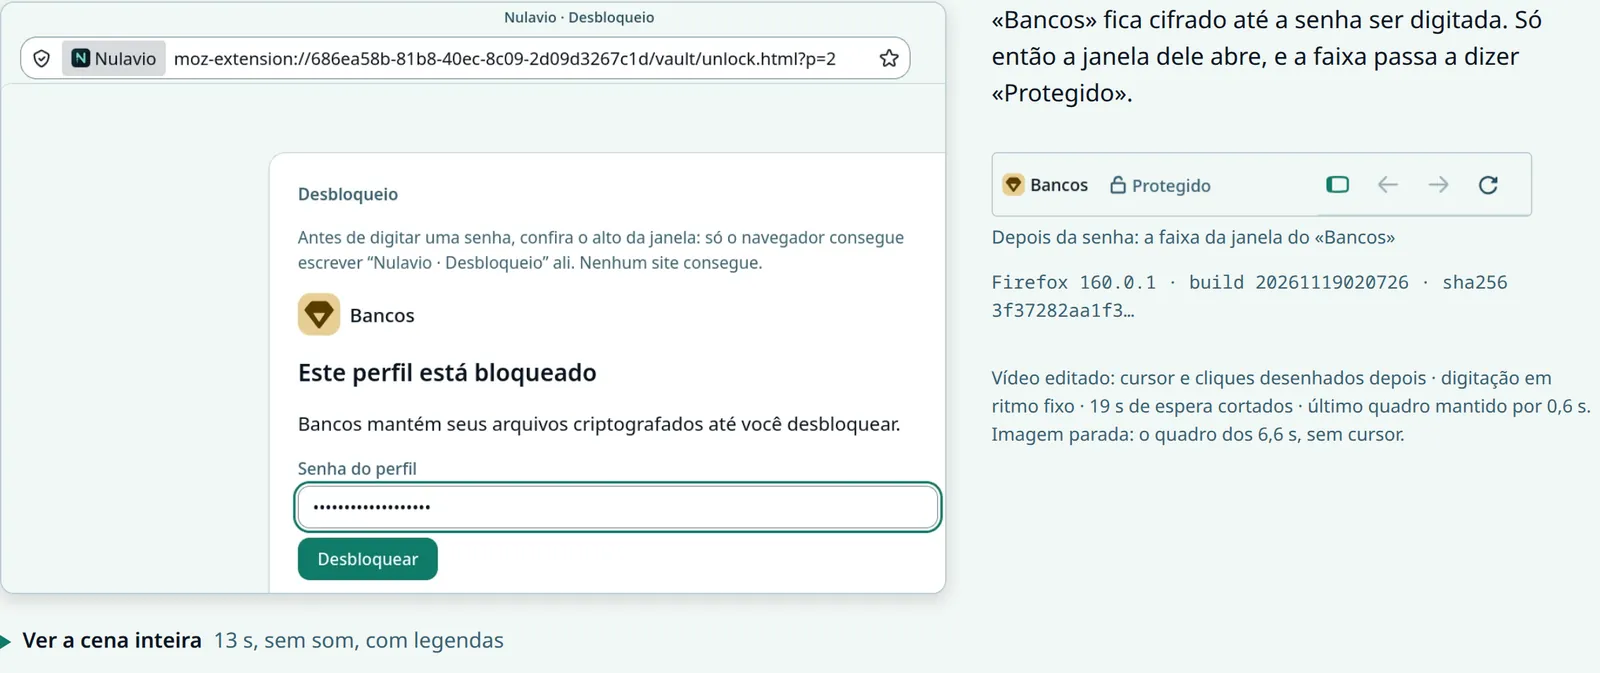 Nulavio · Desbloqueio
Nulavio moz-extension://686ea58b-81b8-40ec-8c09-2d09d3267c1d/vault/unlock.html?p=2
Desbloqueio
Antes de digitar uma senha, confira o alto da janela: só o navegador consegue
escrever “Nulavio · Desbloqueio” ali. Nenhum site consegue.
Bancos
Este perfil está bloqueado
Bancos mantém seus arquivos criptografados até você desbloquear.
Senha do perfil
•••••••••••••••••••
Desbloquear
Ver a cena inteira 13 s, sem som, com legendas
«Bancos» fica cifrado até a senha ser digitada. Só
então a janela dele abre, e a faixa passa a dizer
«Protegido».
Bancos Protegido
Depois da senha: a faixa da janela do «Bancos»
Firefox 160.0.1 · build 20261119020726 · sha256
3f37282aa1f3…
Vídeo editado: cursor e cliques desenhados depois · digitação em
ritmo fixo · 19 s de espera cortados · último quadro mantido por 0,6 s.
Imagem parada: o quadro dos 6,6 s, sem cursor.